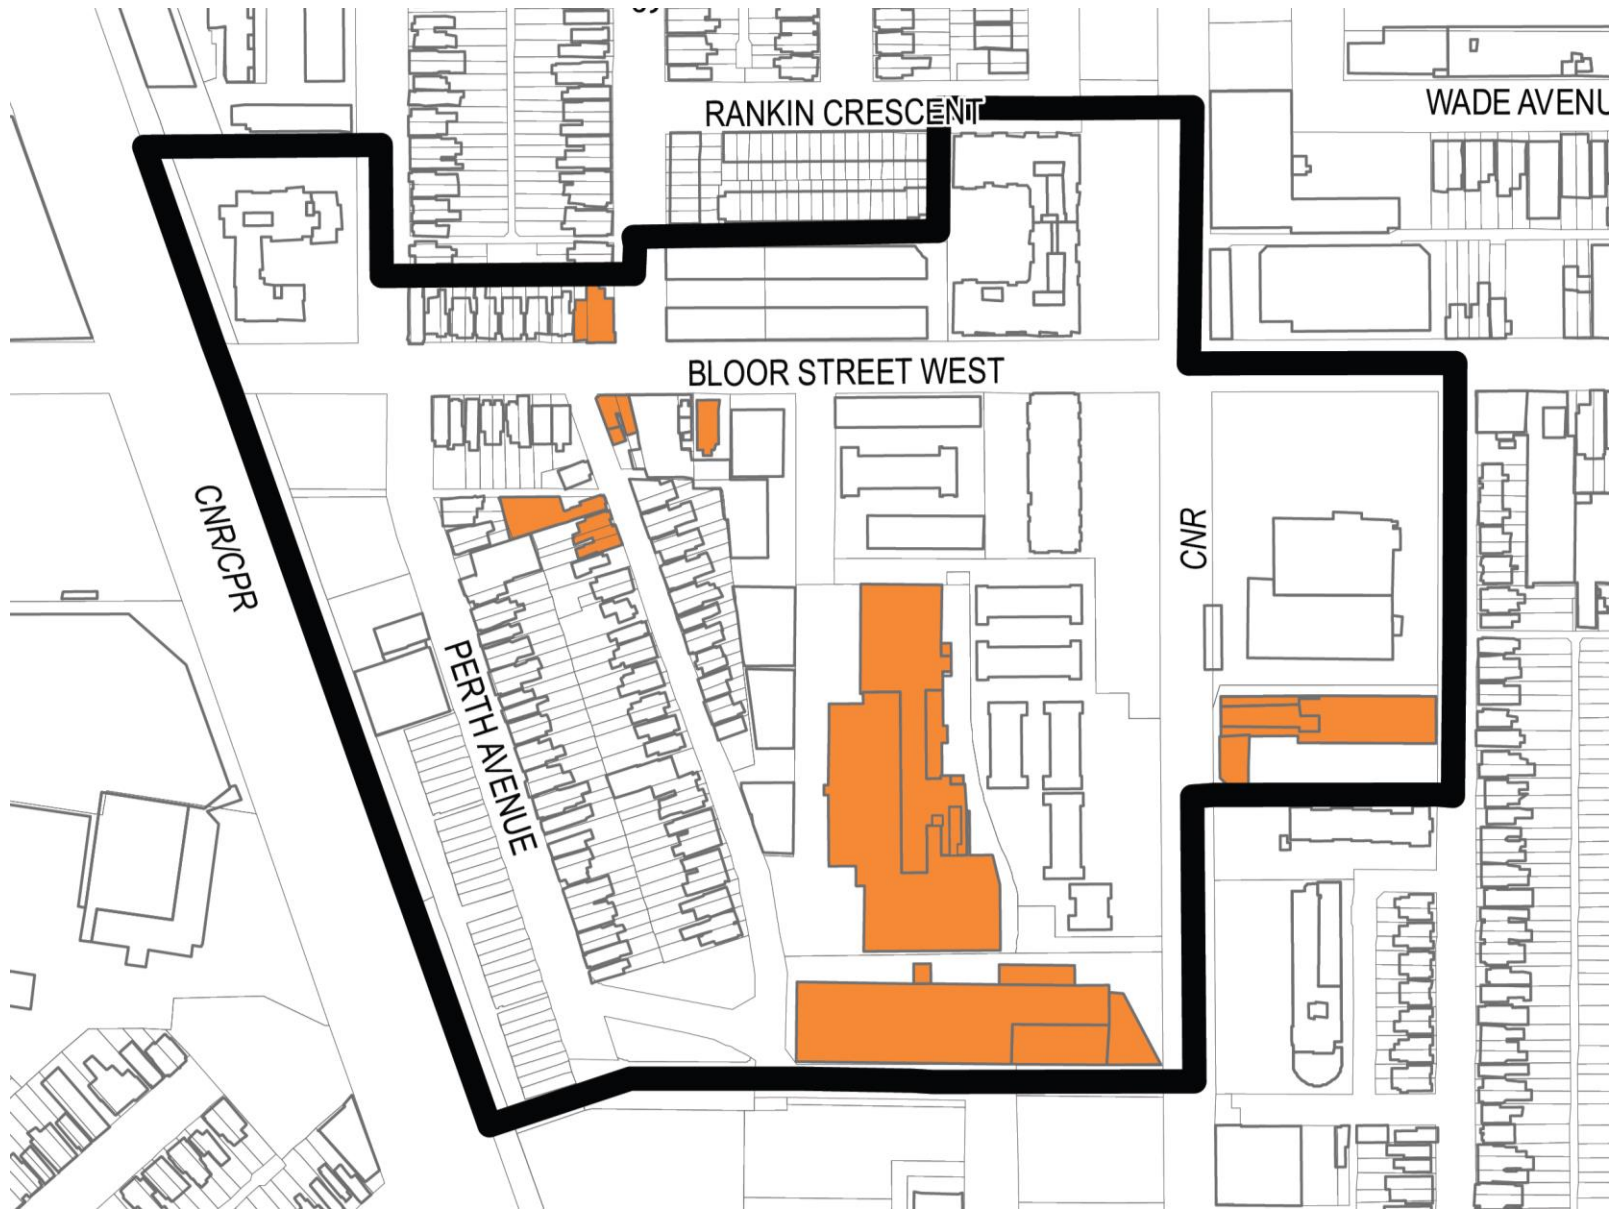 RANKIN CRESCENT
WADE AVENU
BLOOR STREET WEST
CNR/CPR
CNR
PERTH AVENUE